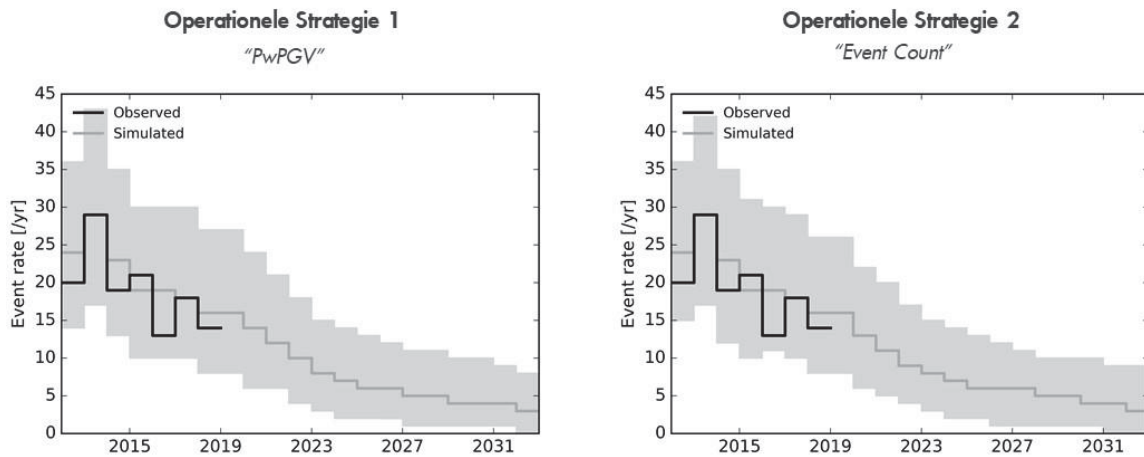 Operationele Strategie 1
"PwPGV"
45
40
35
30
25
20
15
10
5
0
Event rate [/yr]
Observed
Simulated
2015 2019 2023 2027 2031
Operationele Strategie 2
"Event Count"
45
40
35
30
25
20
15
10
5
0
Event rate [/yr]
Observed
Simulated
2015 2019 2023 2027 2031